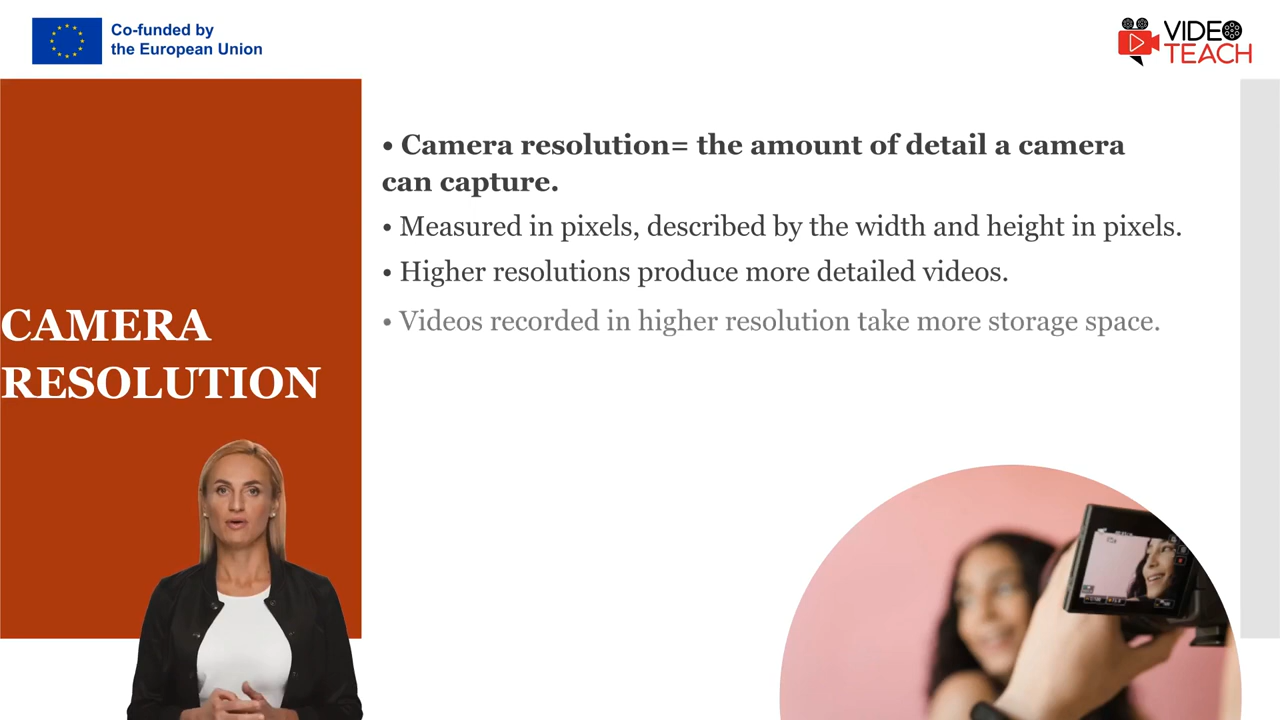 Co-funded by
the European Union
VIDEO
TEACH
• Camera resolution= the amount of detail a camera
can capture.
• Measured in pixels, described by the width and height in pixels.
• Higher resolutions produce more detailed videos.
• Videos recorded in higher resolution take more storage space.
CAMERA
RESOLUTION